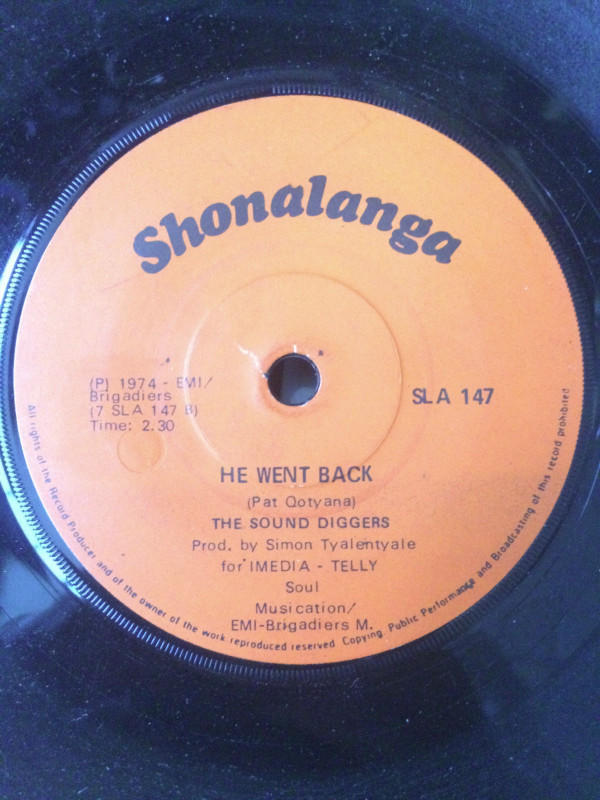 Shonalanga
(P) 1974 - EMI/
Brigadiers
(7 SLA 147 B)
Time: 2.30
SLA 147
HE WENT BACK
(Pat Qotyana)
THE SOUND DIGGERS
Prod. by Simon Tyalentyale
for IMEDIA - TELLY
Soul
Musication/
EMI-Brigadiers M.
All rights of the Record Producer and of the owner of the work reproduced reserved Copying, Public Performance and Broadcasting of this record prohibited